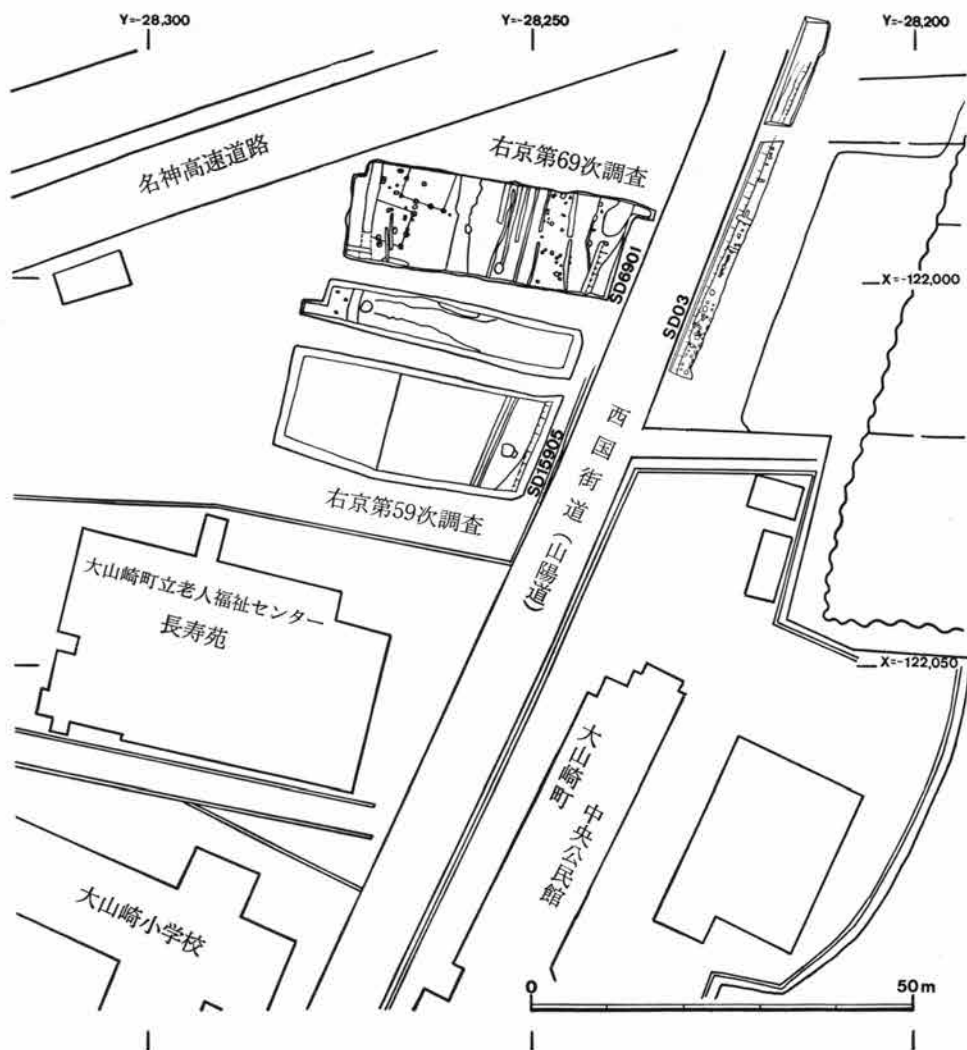 Y=-28,300
Y=-28,250
Y=-28,200
名神高速道路
右京第69次調査
SD6901
SD03
X=-122,000
西国街道(山陽道)
SD15905
右京第59次調査
大山崎町立老人福祉センター
長寿苑
X=-122,050
大山崎町 中央公民館
大山崎小学校
0
50m